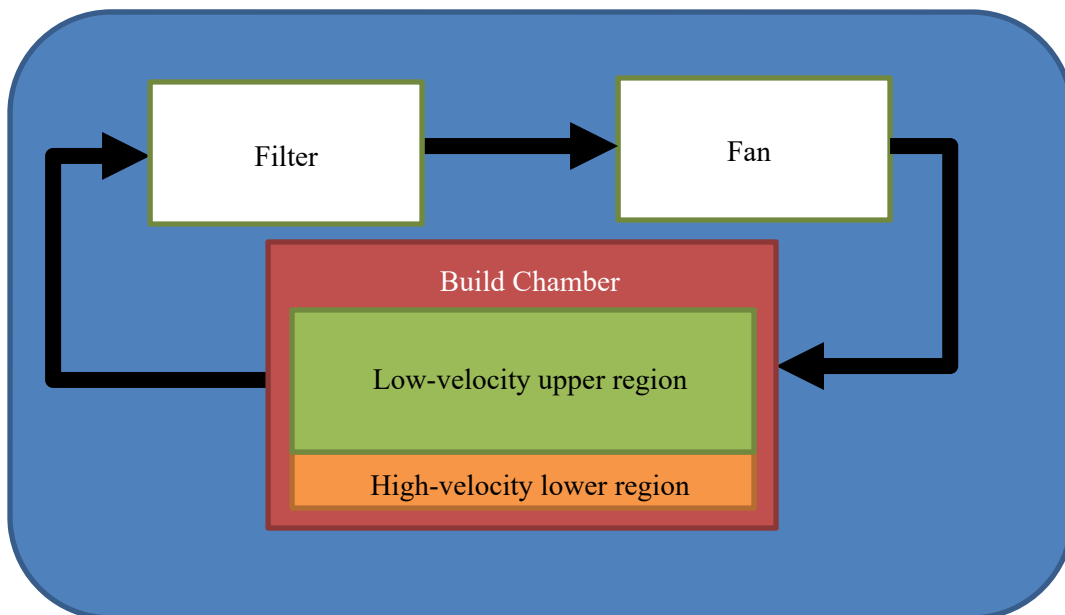 Filter
Fan
Build Chamber
Low-velocity upper region
High-velocity lower region